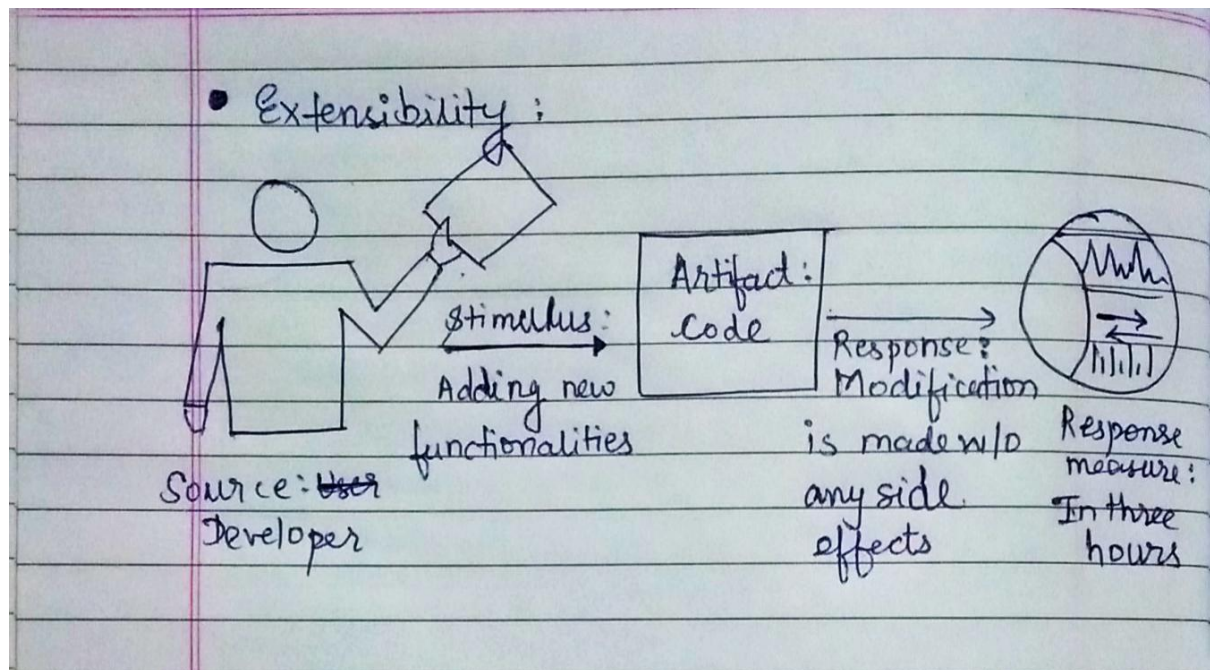 • Extensibility :
Stimulus:
Adding new
functionalities
Source: User
Developer
Artifact:
Code
Response:
Modification
is made w/o
any side
effects
Response
measure:
In three
hours